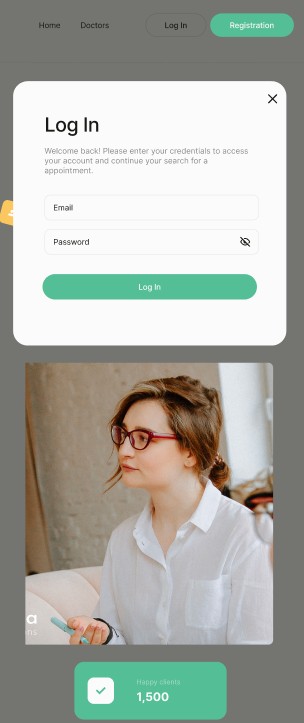 Home Doctors Log In Registration
Log In
Welcome back! Please enter your credentials to access
your account and continue your search for a
appointment.
Email
Password
Log In
a
Happy clients
1,500